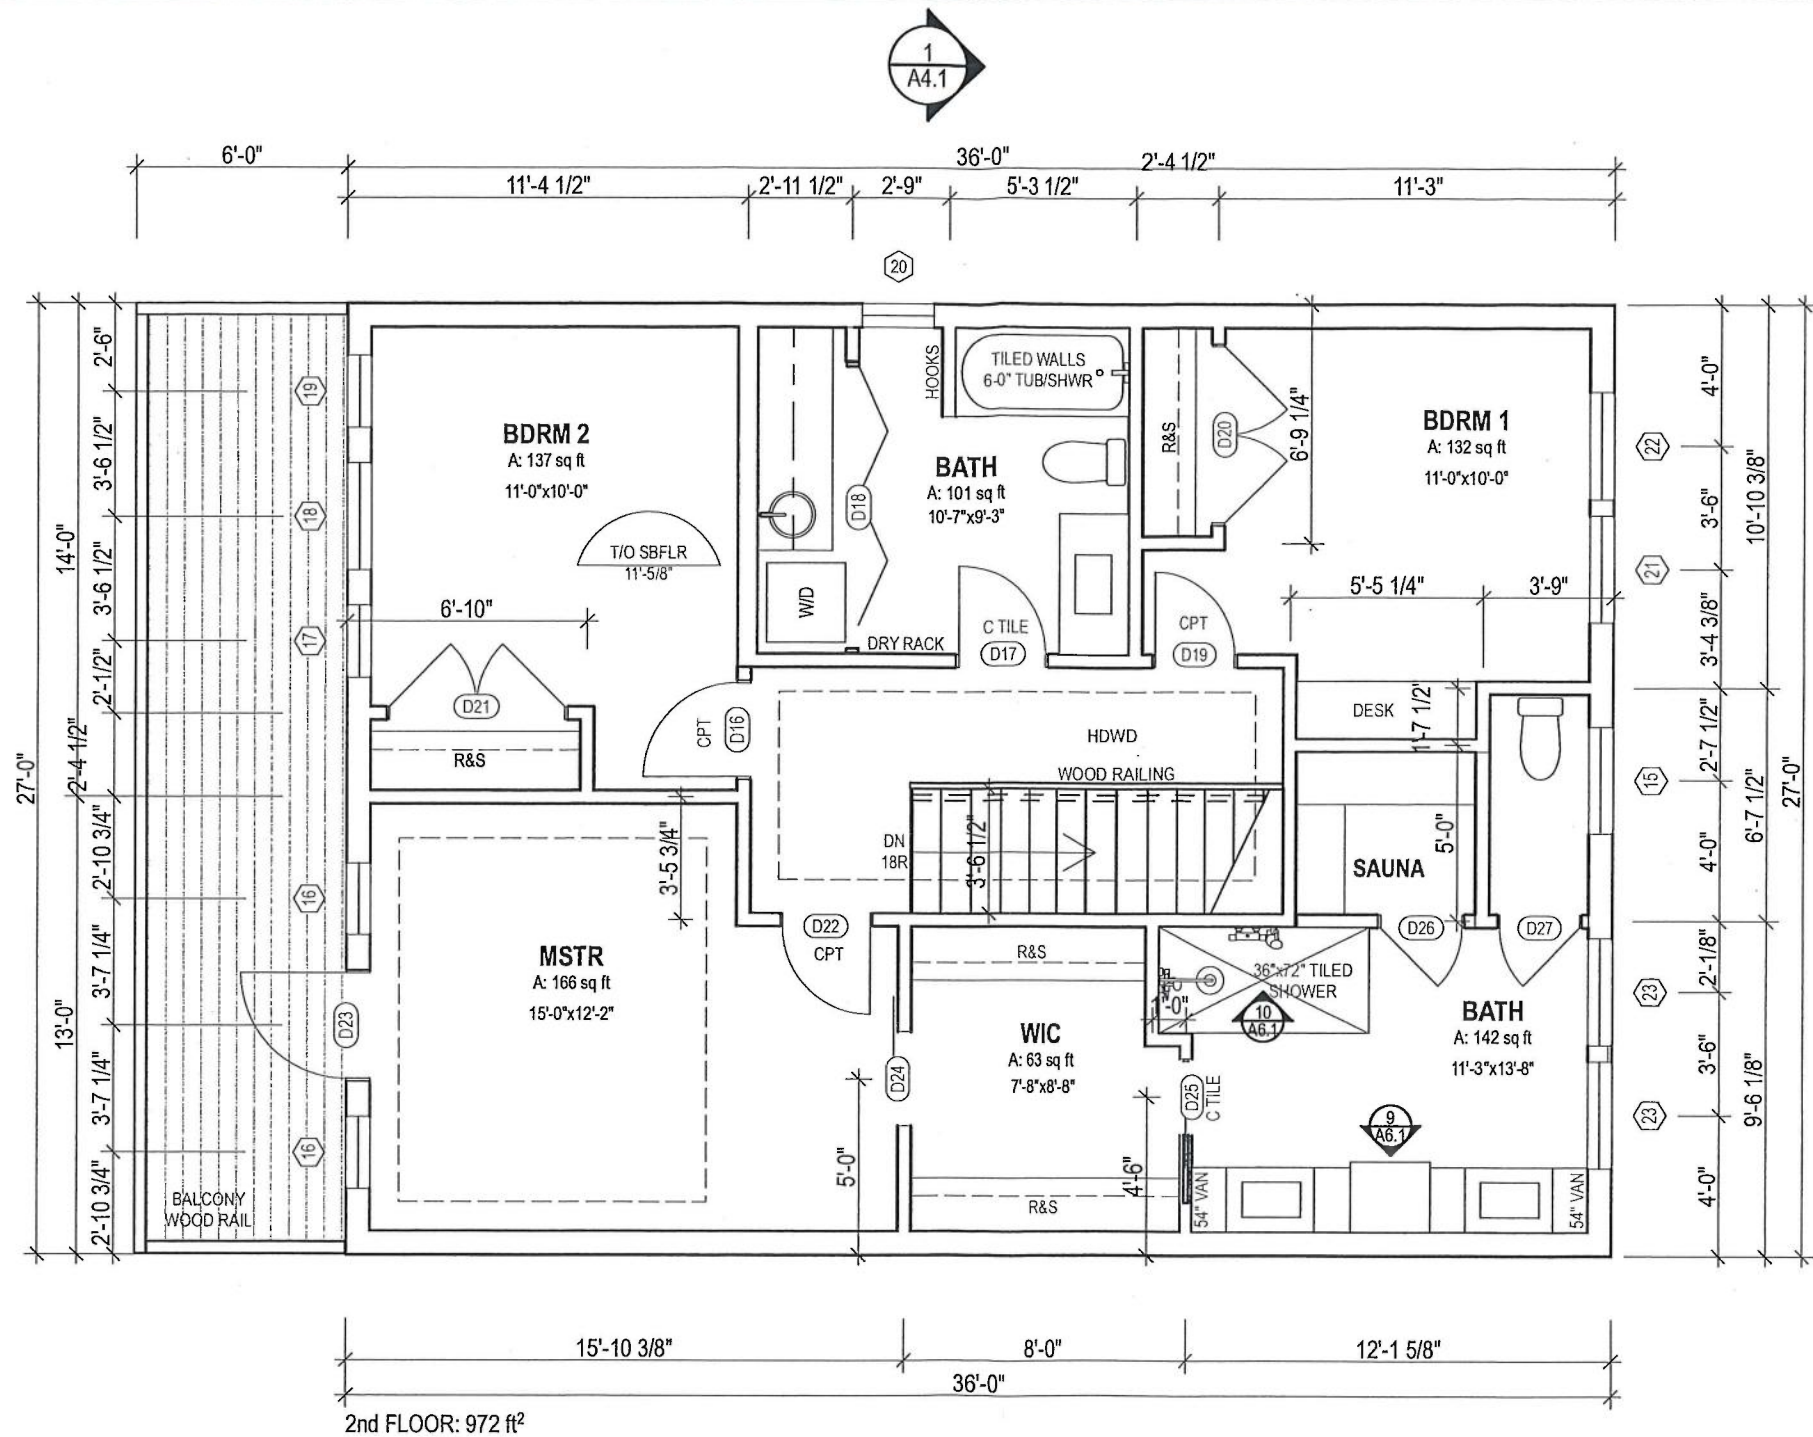 1
A4.1
6'-0"
36'-0"
2'-4 1/2"
11'-4 1/2"
2'-11 1/2"
2'-9"
5'-3 1/2"
11'-3"
20
27'-0"
14'-0"
2'-4 1/2"
13'-0"
2'-6"
3'-6 1/2"
3'-6 1/2"
2'-1/2"
2'-10 3/4"
3'-7 1/4"
3'-7 1/4"
2'-10 3/4"
19
18
17
16
16
BALCONY
WOOD RAIL
BDRM 2
A: 137 sq ft
11'-0"x10'-0"
T/O SBFLR
11'-5/8"
6'-10"
D21
R&S
CPT
D16
HOOKS
TILED WALLS
6-0" TUB/SHWR
BATH
A: 101 sq ft
10'-7"x9'-3"
D18
W/D
DRY RACK
C TILE
D17
R&S
D20
6'-9 1/4"
BDRM 1
A: 132 sq ft
11'-0"x10'-0"
5'-5 1/4"
3'-9"
CPT
D19
DESK
1'-7 1/2"
HDWD
WOOD RAILING
DN
18R
3'-6 1/2"
3'-5 3/4"
SAUNA
5'-0"
D22
CPT
D26
D27
MSTR
A: 166 sq ft
15'-0"x12'-2"
D23
R&S
WIC
A: 63 sq ft
7'-8"x8'-8"
D24
5'-0"
R&S
4'-6"
36"x72" TILED
SHOWER
1'-0"
10
A6.1
BATH
A: 142 sq ft
11'-3"x13'-8"
D25
C TILE
9
A6.1
54" VAN
54" VAN
22
21
15
23
23
4'-0"
3'-6"
3'-4 3/8"
2'-7 1/2"
4'-0"
2'-1/8"
3'-6"
4'-0"
10'-10 3/8"
6'-7 1/2"
9'-6 1/8"
27'-0"
15'-10 3/8"
8'-0"
12'-1 5/8"
36'-0"
2nd FLOOR: 972 ft²